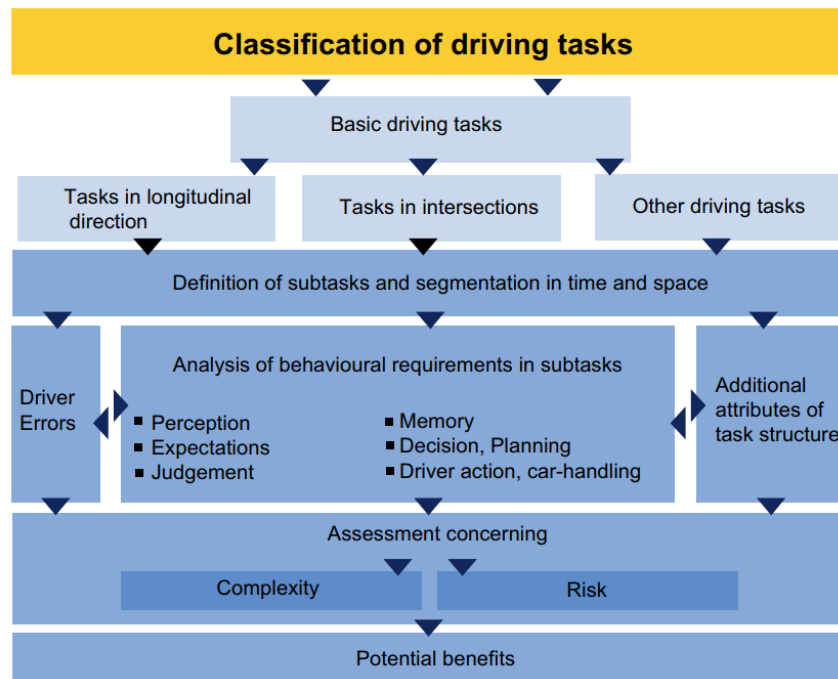 Classification of driving tasks
Basic driving tasks
Tasks in longitudinal
direction
Tasks in intersections
Other driving tasks
Definition of subtasks and segmentation in time and space
Driver
Errors
Analysis of behavioural requirements in subtasks
Perception
Expectations
Judgement
Memory
Decision, Planning
Driver action, car-handling
Additional
attributes of
task structure
Assessment concerning
Complexity
Risk
Potential benefits